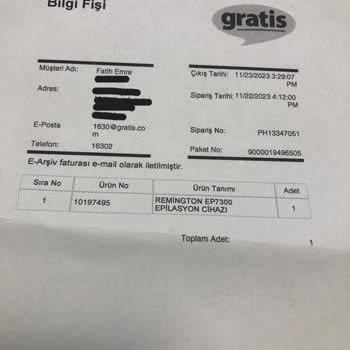 Bilgi Fişi
gratis
Müşteri Adı: Fatih Emre
Adres:
E-Posta 1630@gratis.co
m
Telefon: 16302
Çıkış Tarihi: 11/23/2023 3:29:07
PM
Sipariş Tarihi: 11/22/2023 4:12:00
PM
Sipariş No: PH13347051
Paket No: 9000019496505
E-Arşiv faturası e-mail olarak iletilmiştir.
Sıra No Ürün No Ürün Tanımı Adet
1 10197495 REMINGTON EP7300
EPİLASYON CİHAZI 1
Toplam Adet: 1